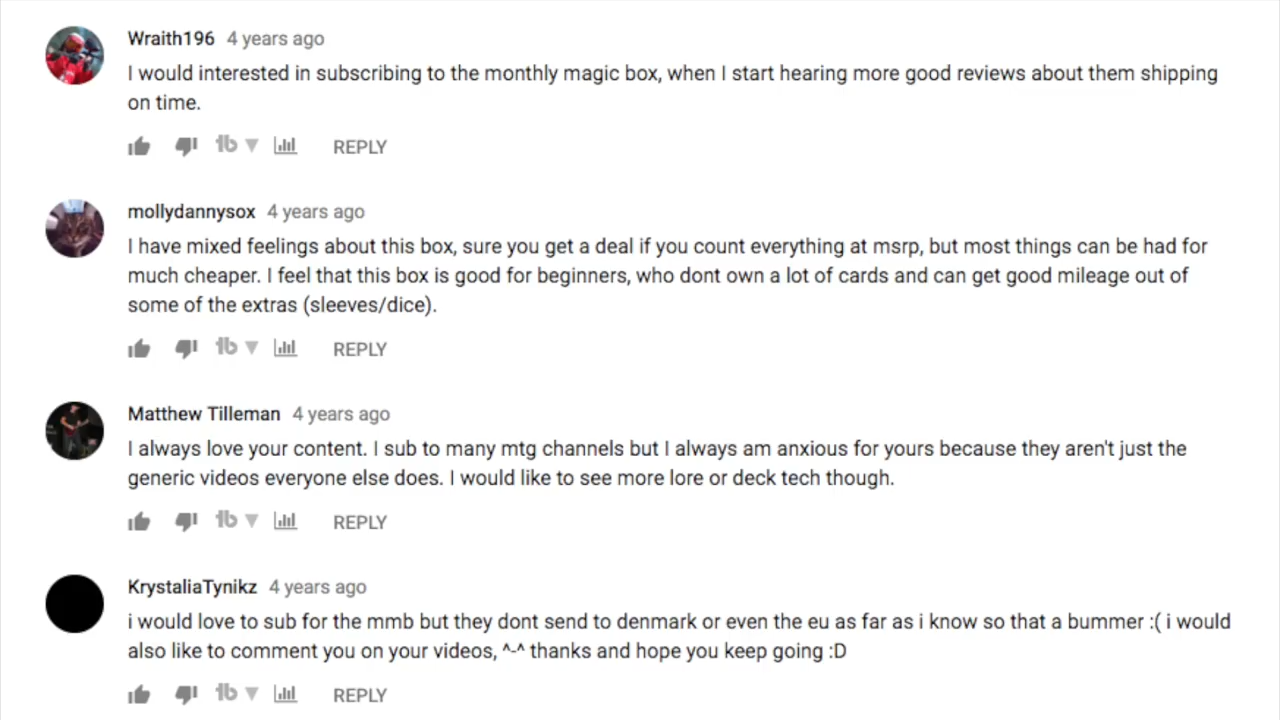 Wraith196 4 years ago
I would interested in subscribing to the monthly magic box, when I start hearing more good reviews about them shipping
on time.
REPLY
mollydannysox 4 years ago
I have mixed feelings about this box, sure you get a deal if you count everything at msrp, but most things can be had for
much cheaper. I feel that this box is good for beginners, who dont own a lot of cards and can get good mileage out of
some of the extras (sleeves/dice).
REPLY
Matthew Tilleman 4 years ago
I always love your content. I sub to many mtg channels but I always am anxious for yours because they aren't just the
generic videos everyone else does. I would like to see more lore or deck tech though.
REPLY
KrystaliaTynikz 4 years ago
i would love to sub for the mmb but they dont send to denmark or even the eu as far as i know so that a bummer :( i would
also like to comment you on your videos, ^-^ thanks and hope you keep going :D
REPLY